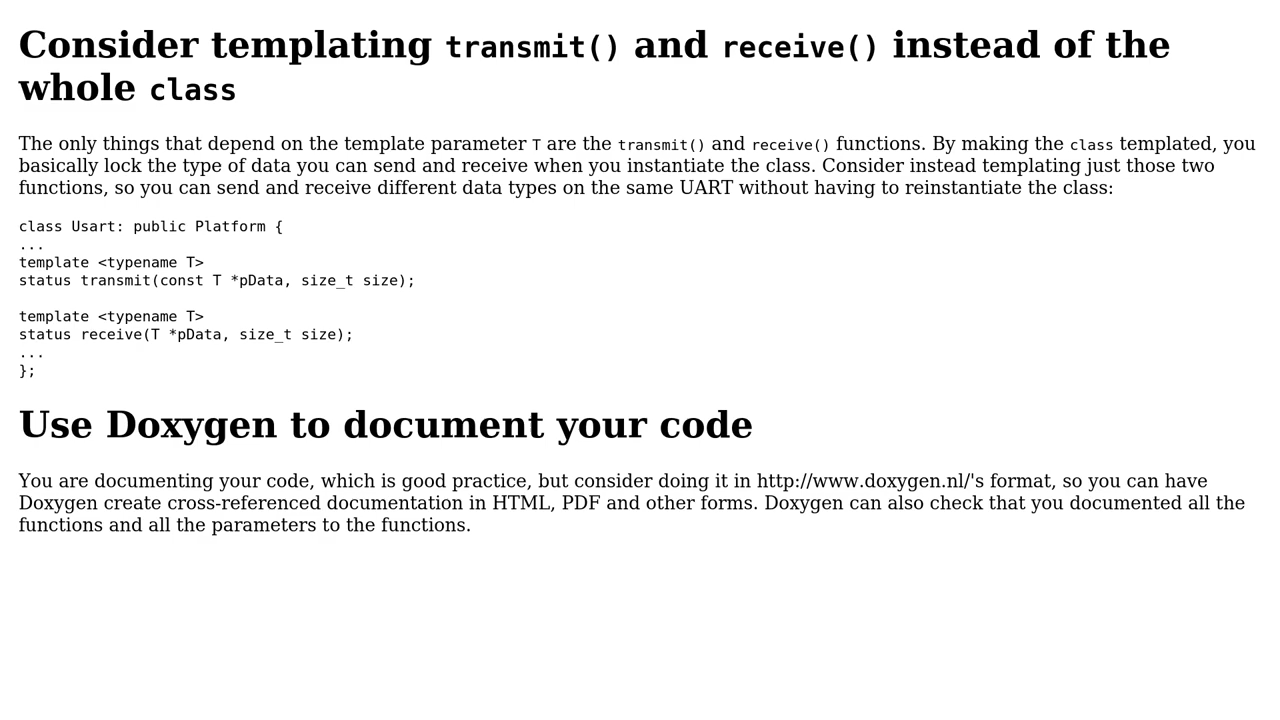 Consider templating transmit() and receive() instead of the
whole class
The only things that depend on the template parameter T are the transmit() and receive() functions. By making the class templated, you
basically lock the type of data you can send and receive when you instantiate the class. Consider instead templating just those two
functions, so you can send and receive different data types on the same UART without having to reinstantiate the class:
class Usart: public Platform {
...
template <typename T>
status transmit(const T *pData, size_t size);
template <typename T>
status receive(T *pData, size_t size);
...
};
Use Doxygen to document your code
You are documenting your code, which is good practice, but consider doing it in http://www.doxygen.nl/'s format, so you can have
Doxygen create cross-referenced documentation in HTML, PDF and other forms. Doxygen can also check that you documented all the
functions and all the parameters to the functions.